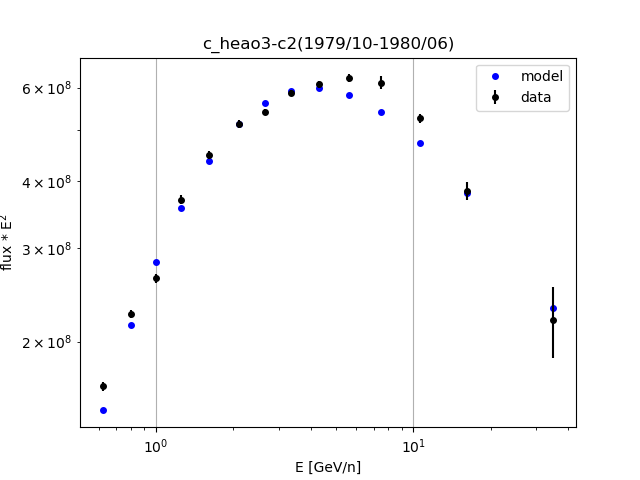 c_heao3-c2(1979/10-1980/06)
model
data
6 × 10⁸
4 × 10⁸
3 × 10⁸
2 × 10⁸
flux * E²
10⁰
10¹
E [GeV/n]